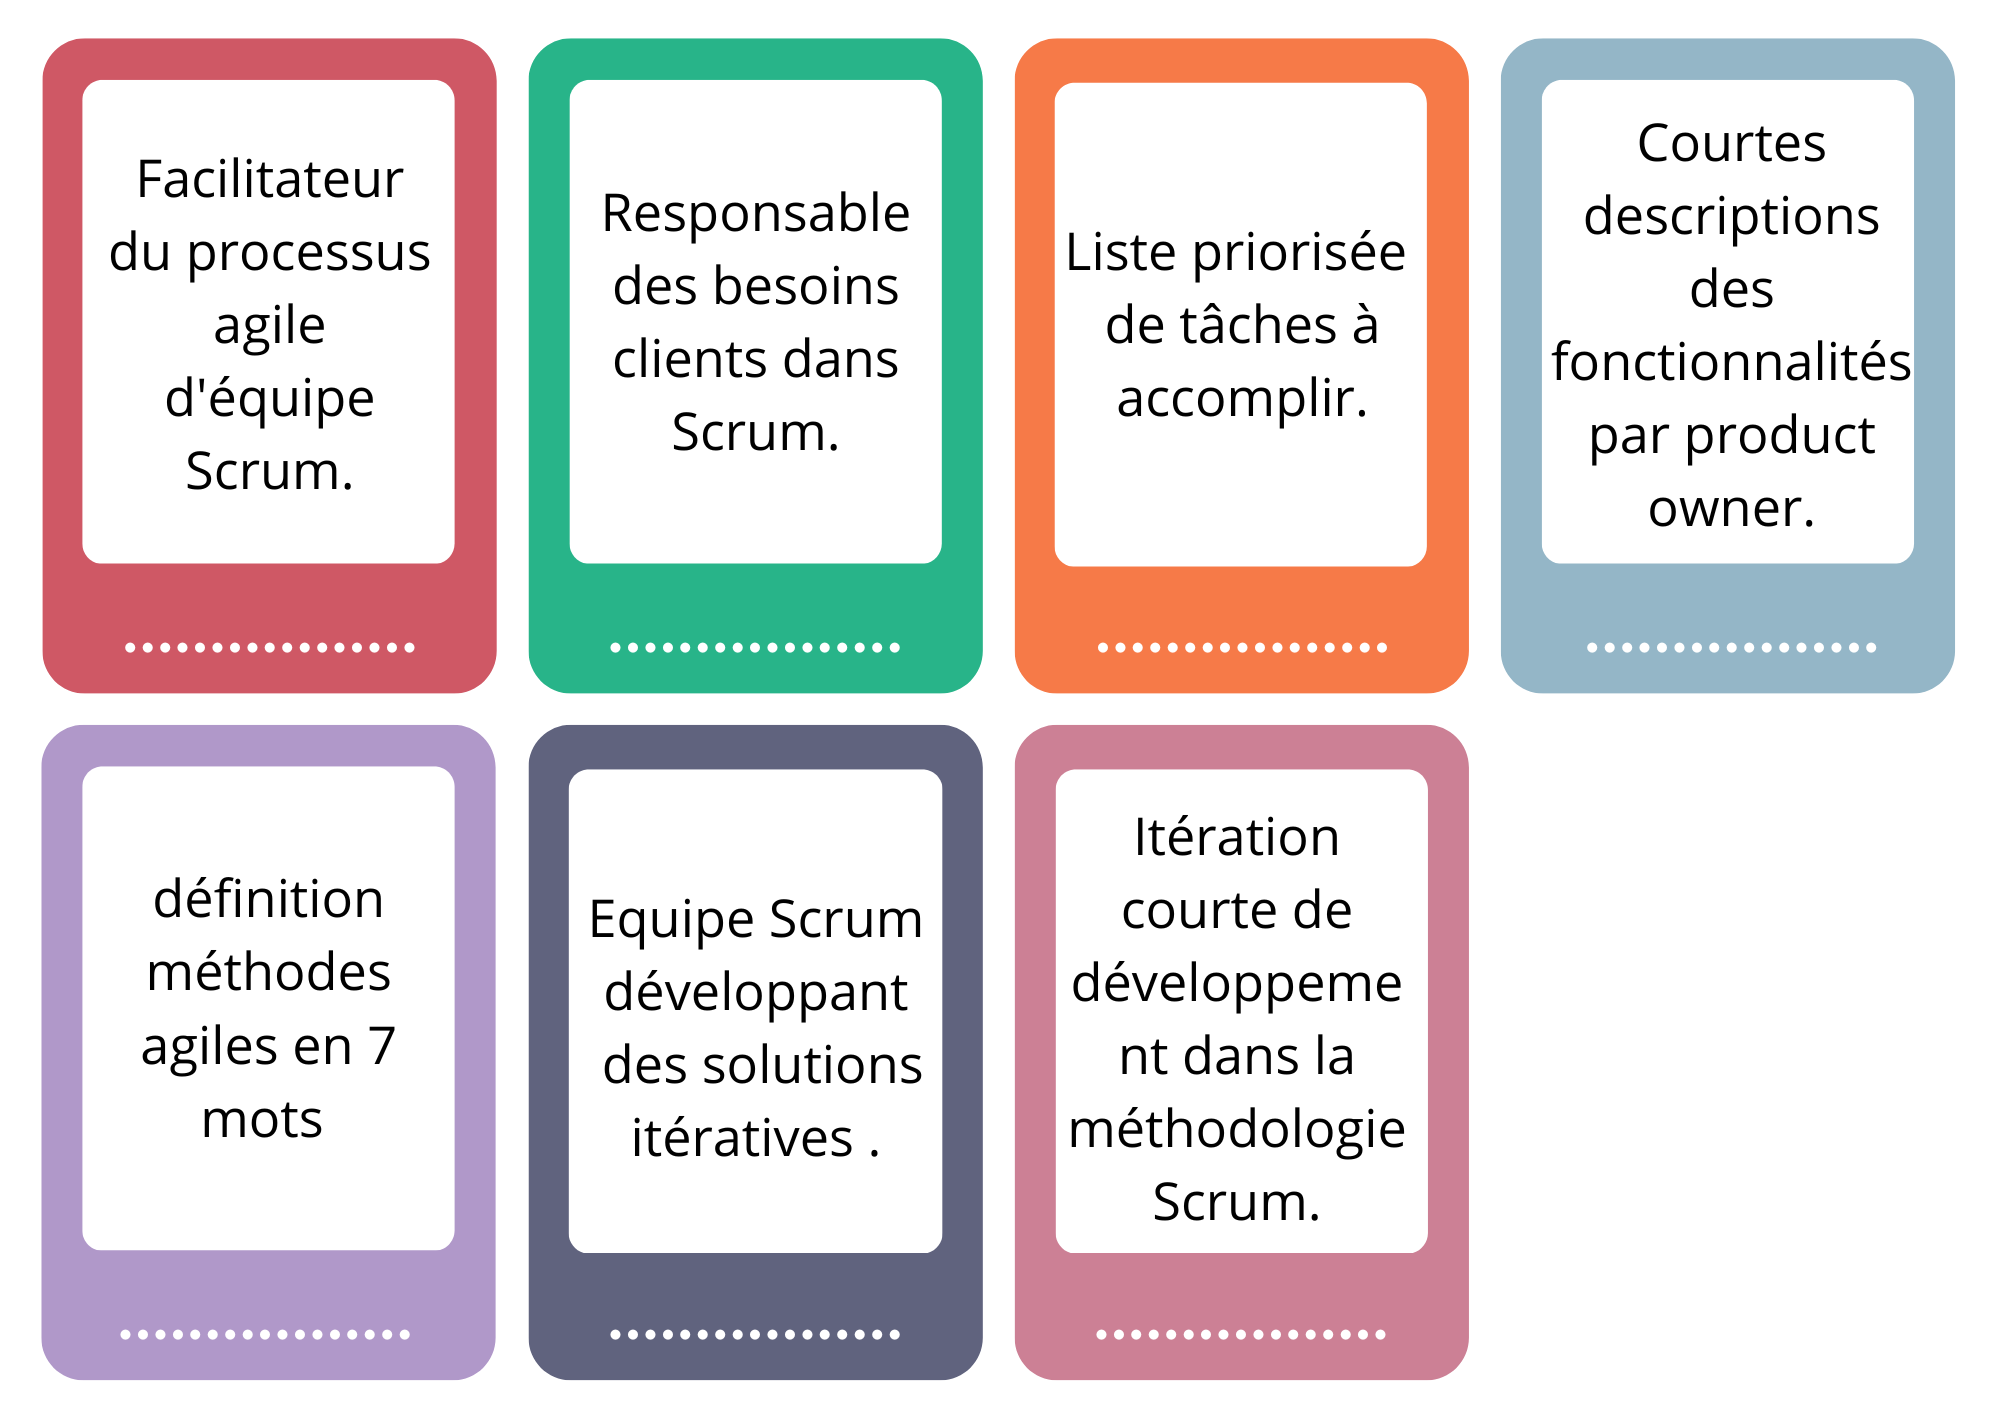 Facilitateur
du processus
agile
d'équipe
Scrum.
Responsable
des besoins
clients dans
Scrum.
Liste priorisée
de tâches à
accomplir.
Courtes
descriptions
des
fonctionnalités
par product
owner.
définition
méthodes
agiles en 7
mots
Equipe Scrum
développant
des solutions
itératives .
Itération
courte de
développeme
nt dans la
méthodologie
Scrum.